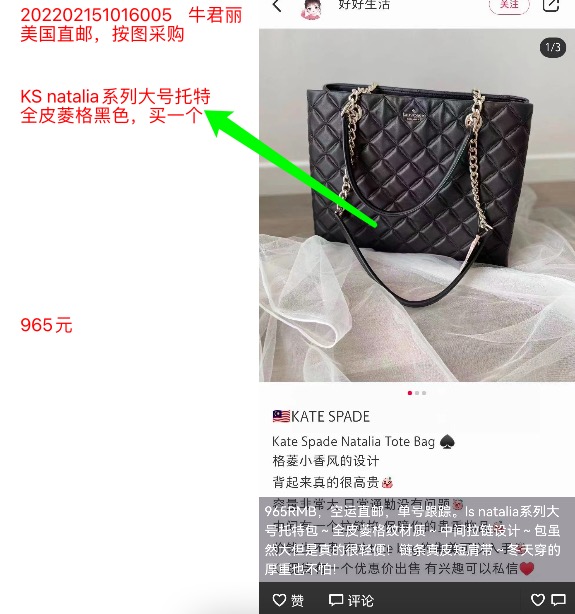 202202151016005 牛君丽
美国直邮，按图采购
KS natalia系列大号托特
全皮菱格黑色，买一个
965元
好好生活
关注
1/3
🇲🇾KATE SPADE
Kate Spade Natalia Tote Bag ♠️
格菱小香风的设计
背起来真的很高贵
容量非常大 日常通勤没有问题
965RMB，空运直邮，单号跟踪。ls natalia系列大
号托特包～全皮菱格纹材质～中间拉链设计～包虽
然大但是真的很轻便！链条真皮短肩带～冬天穿的
厚重也不怕!
一个优惠价出售 有兴趣可以私信❤️
赞
评论